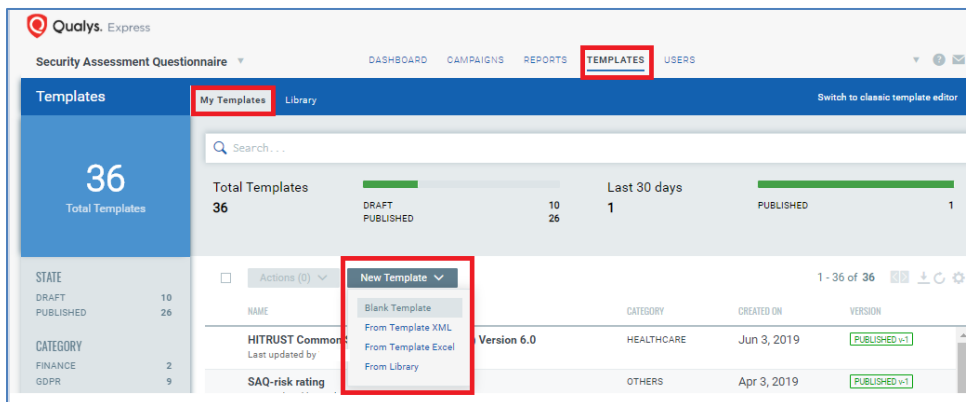 Qualys. Express
Security Assessment Questionnaire
DASHBOARD CAMPAIGNS REPORTS TEMPLATES USERS
Templates
My Templates Library
Switch to classic template editor
36
Total Templates
Search...
Total Templates
36
DRAFT 10
PUBLISHED 26
Last 30 days
1
PUBLISHED 1
STATE
DRAFT 10
PUBLISHED 26
CATEGORY
FINANCE 2
GDPR 9
Actions (0) New Template
1 - 36 of 36
Blank Template
From Template XML
From Template Excel
From Library
NAME CATEGORY CREATED ON VERSION
HITRUST Common Version 6.0 HEALTHCARE Jun 3, 2019 PUBLISHED v-1
Last updated by
SAQ-risk rating OTHERS Apr 3, 2019 PUBLISHED v-1